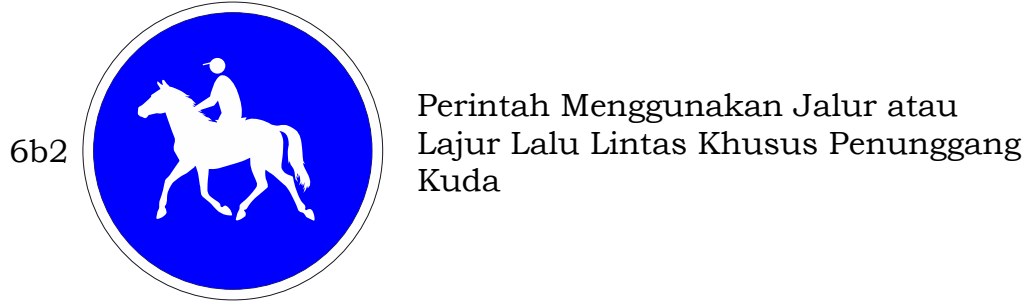 6b2
Perintah Menggunakan Jalur atau
Lajur Lalu Lintas Khusus Penunggang
Kuda